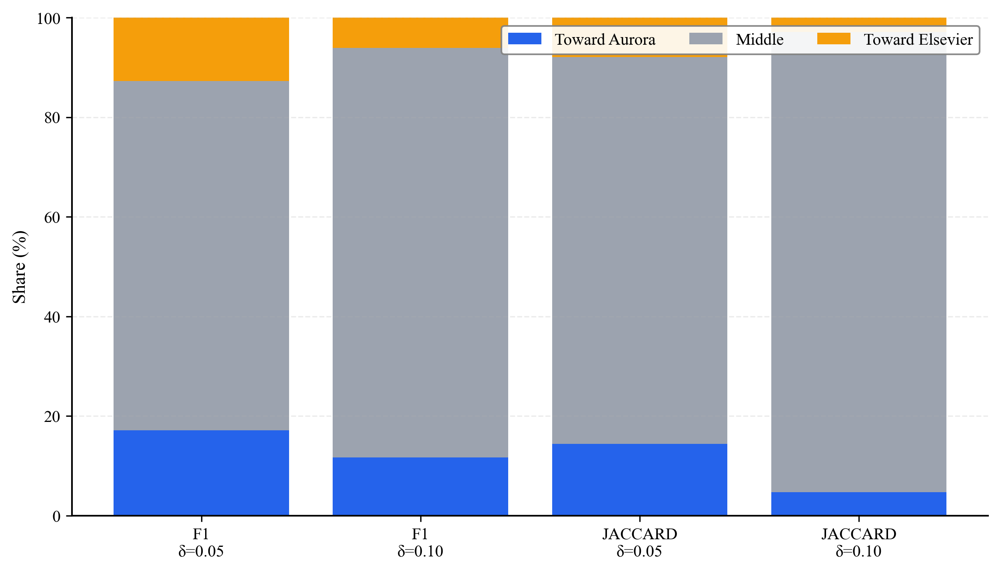 100
80
60
40
20
0
Share (%)
Toward Aurora Middle Toward Elsevier
F1
δ=0.05
F1
δ=0.10
JACCARD
δ=0.05
JACCARD
δ=0.10